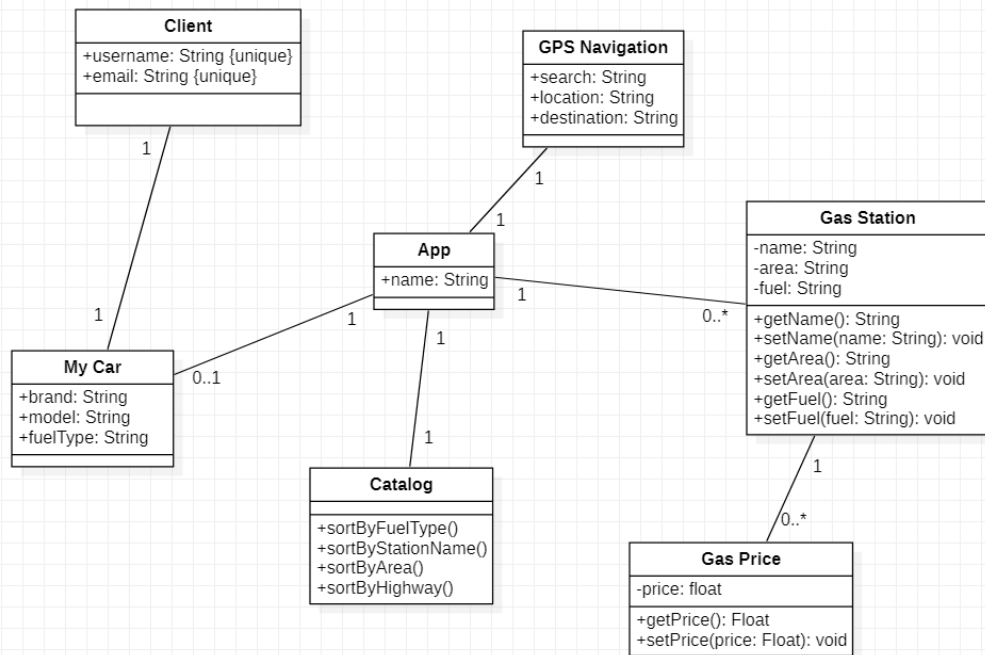 Client
+username: String {unique}
+email: String {unique}
1
1
GPS Navigation
+search: String
+location: String
+destination: String
1
1
App
+name: String
1
0..*
1
0..1
1
1
My Car
+brand: String
+model: String
+fuelType: String
Catalog
+sortByFuelType()
+sortByStationName()
+sortByArea()
+sortByHighway()
Gas Station
-name: String
-area: String
-fuel: String
+getName(): String
+setName(name: String): void
+getArea(): String
+setArea(area: String): void
+getFuel(): String
+setFuel(fuel: String): void
1
0..*
Gas Price
-price: float
+getPrice(): Float
+setPrice(price: Float): void